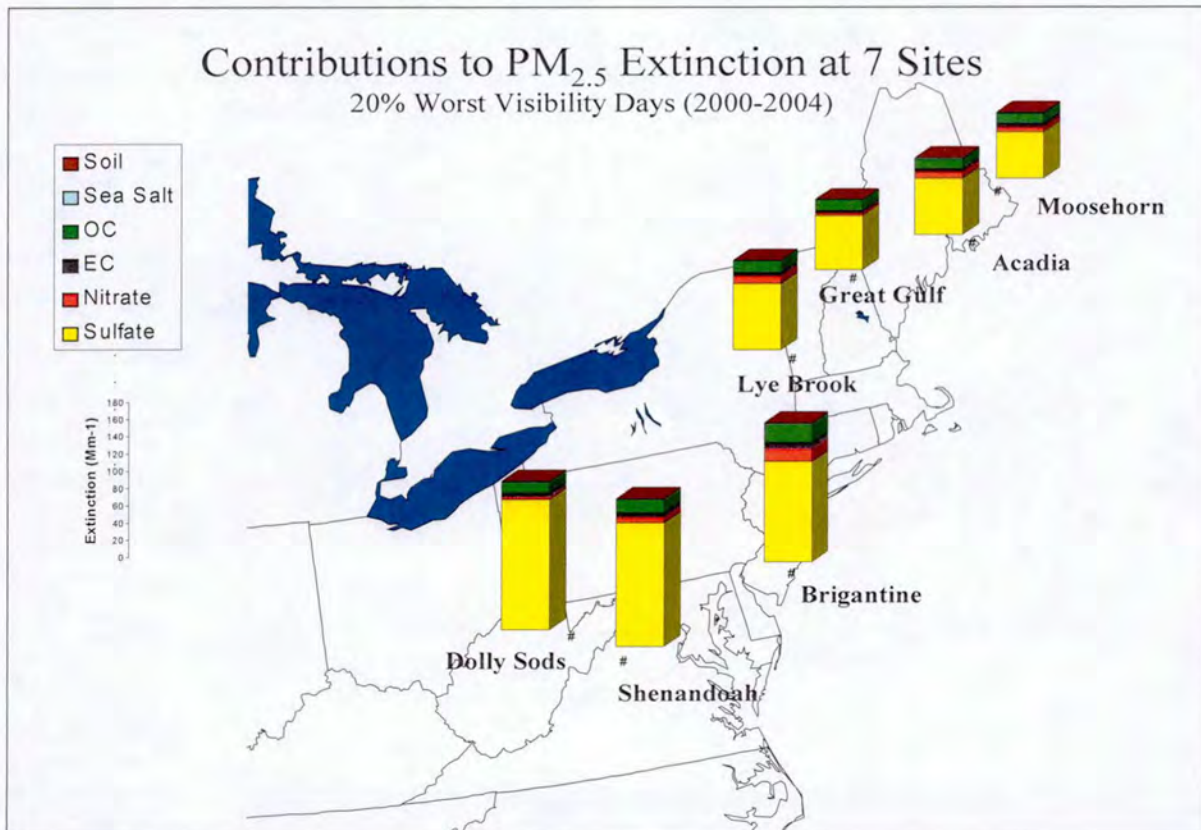 Contributions to PM2.5 Extinction at 7 Sites
20% Worst Visibility Days (2000-2004)
Soil
Sea Salt
OC
EC
Nitrate
Sulfate
Moosehorn
Acadia
Great Gulf
Lye Brook
Extinction (Mm-1)
180
160
140
120
100
80
60
40
20
0
Brigantine
Dolly Sods
Shenandoah
#
#
#
#
#
#
#